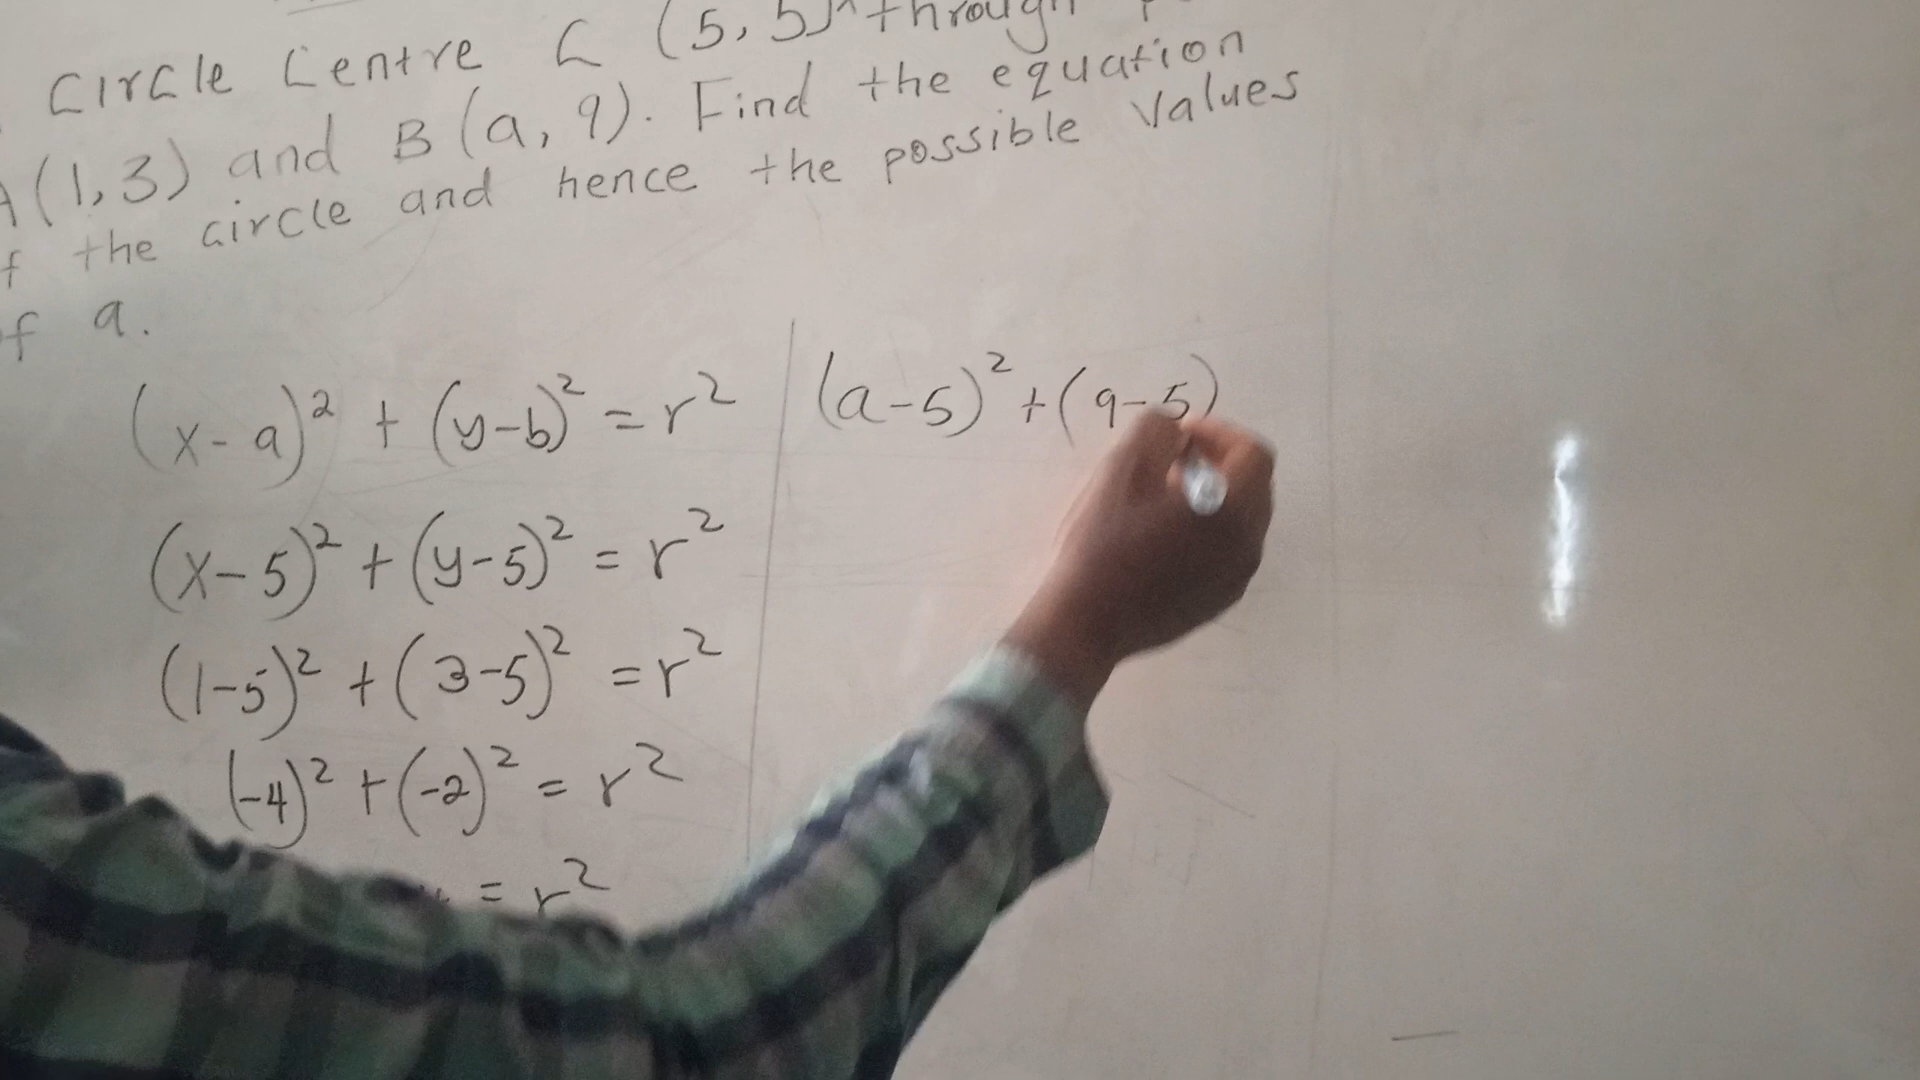 Circle Centre C (5, 5) through
A(1,3) and B(a, 9). Find the equation
f the circle and hence the possible values
of a.
(x-a)² + (y-b)² = r²
(x-5)² + (y-5)² = r²
(1-5)² + (3-5)² = r²
(-4)² + (-2)² = r²
= r²
(a-5)² + (9-5)